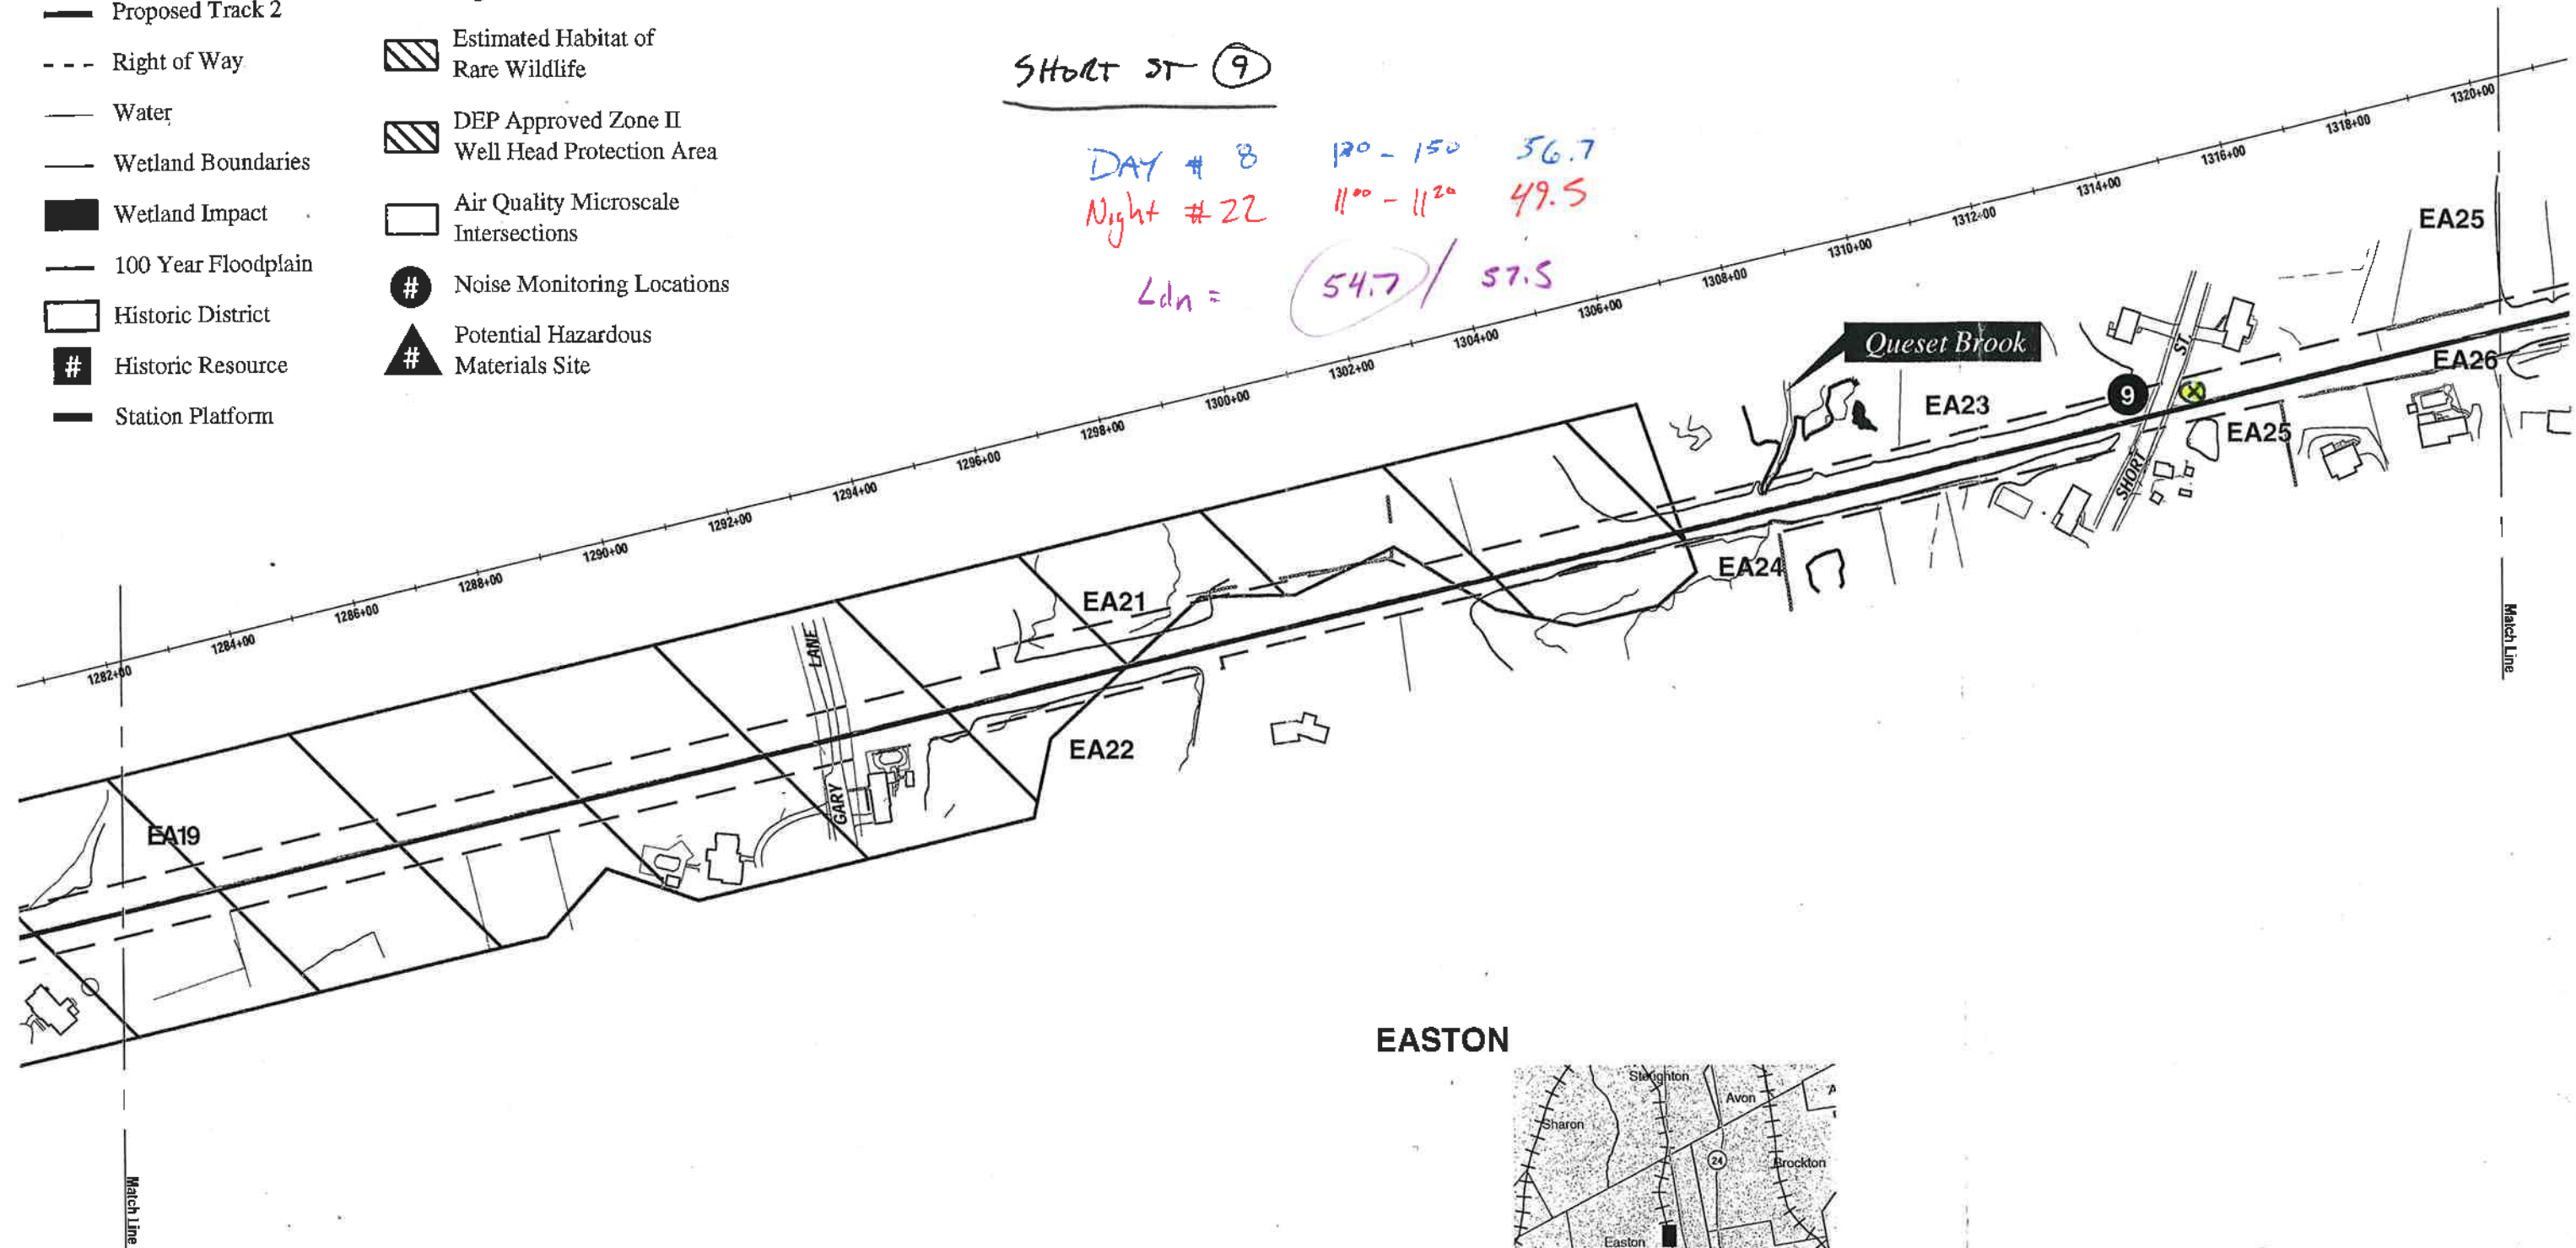 Proposed Track 2
Right of Way
Water
Wetland Boundaries
Wetland Impact
100 Year Floodplain
Historic District
# Historic Resource
Station Platform
Estimated Habitat of
Rare Wildlife
DEP Approved Zone II
Well Head Protection Area
Air Quality Microscale
Intersections
# Noise Monitoring Locations
# Potential Hazardous
Materials Site
SHORT ST 9
DAY # 8 130 - 150 56.7
Night # 22 1100 - 1120 49.5
Ldn = 54.7 / 57.5
1282+00
1284+00
1286+00
1288+00
1290+00
1292+00
1294+00
1296+00
1298+00
1300+00
1302+00
1304+00
1306+00
1308+00
1310+00
1312+00
1314+00
1316+00
1318+00
1320+00
EA25
Queset Brook
ST.
EA26
9
EA23
EA25
SHORT
EA24
Match Line
EA21
LANE
EA22
GARY
EA19
Match Line
EASTON
Stoughton
Avon
A
Sharon
24
Brockton
Easton